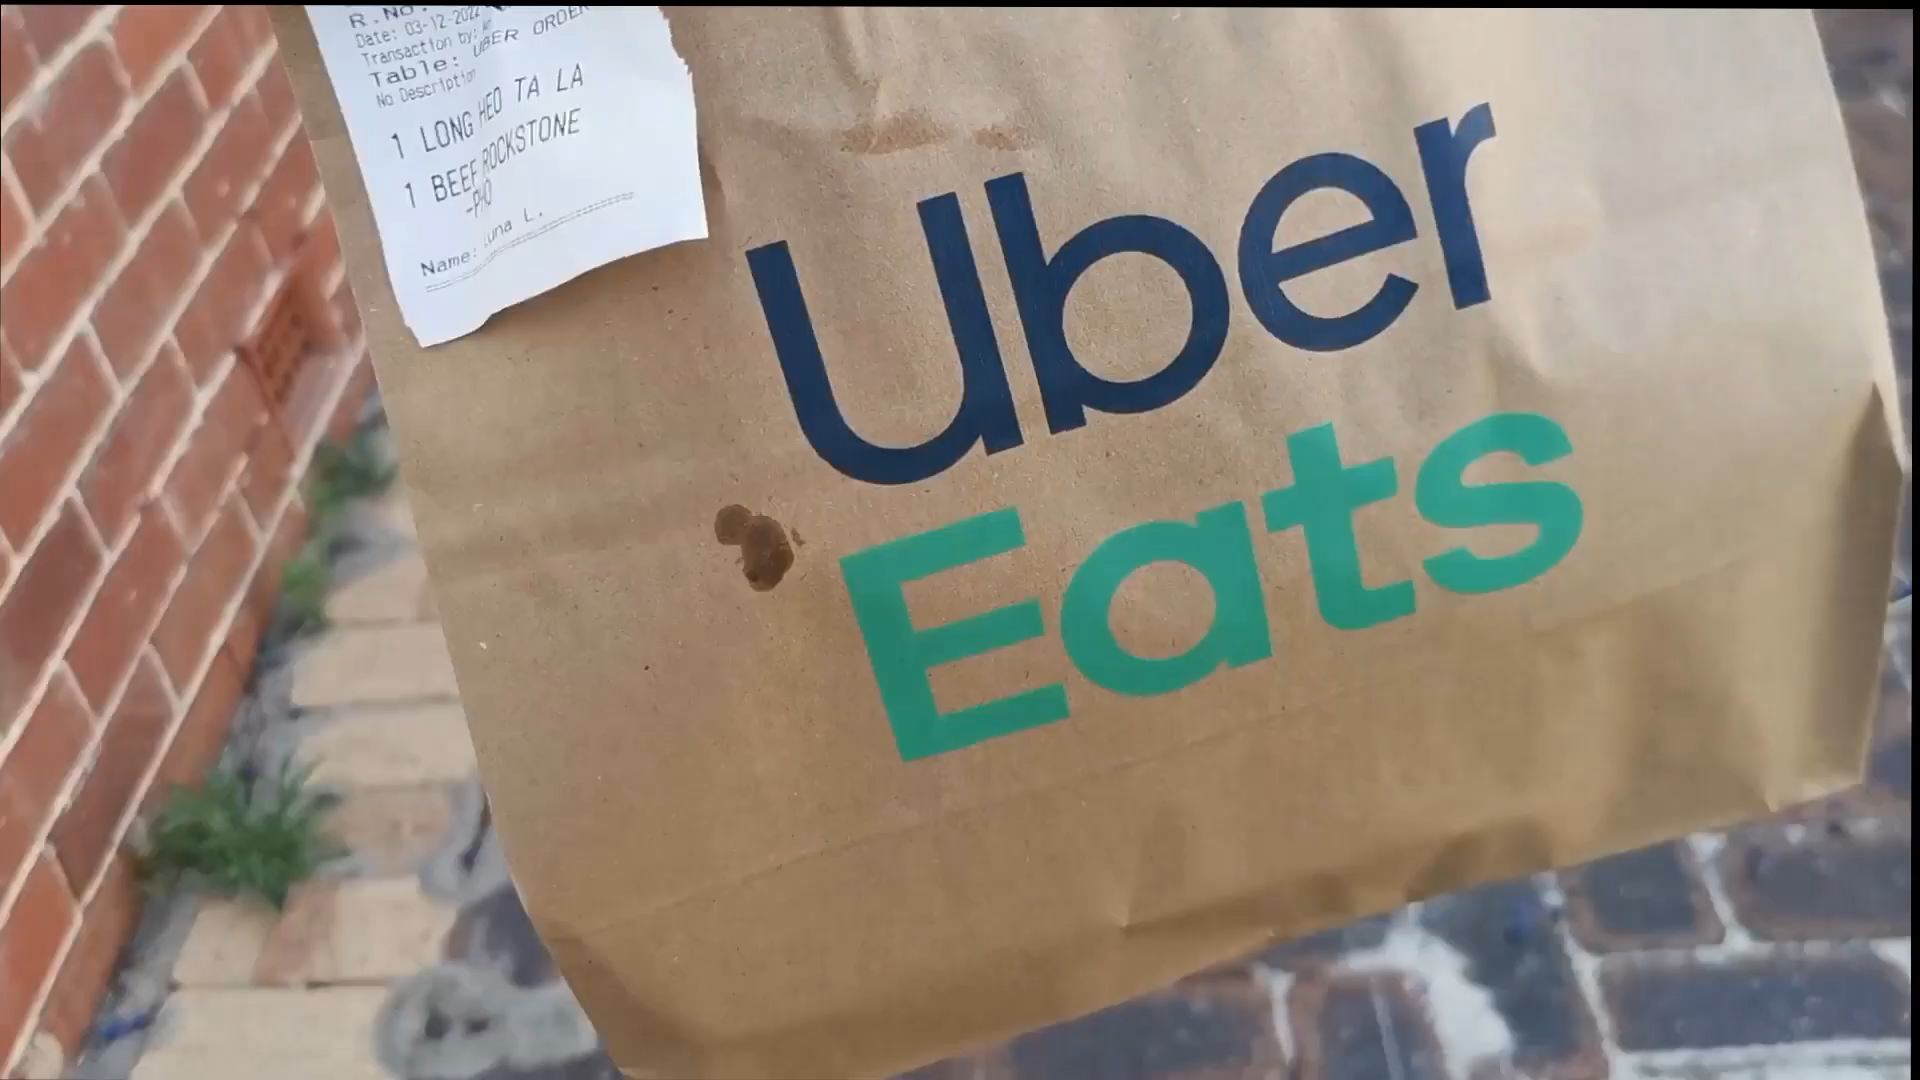 R.No.
Date: 03-12-2022
Transaction by:
Table: UBER ORDER
No Description
1 LONG HEO TA LA
1 BEEF ROCKSTONE
-PHO
Name: Luna L.
Uber
Eats